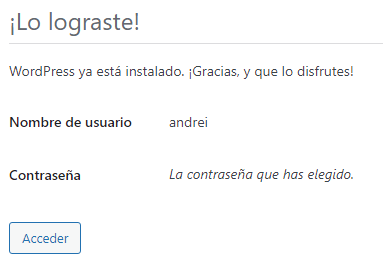 ¡Lo lograste!
WordPress ya está instalado. ¡Gracias, y que lo disfrutes!
Nombre de usuario andrei
Contraseña La contraseña que has elegido.
Acceder